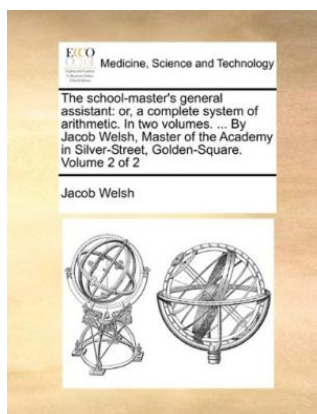 ECCO
Medicine, Science and Technology
The school-master's general
assistant: or, a complete system of
arithmetic. In two volumes. ... By
Jacob Welsh, Master of the Academy
in Silver-Street, Golden-Square.
Volume 2 of 2
Jacob Welsh